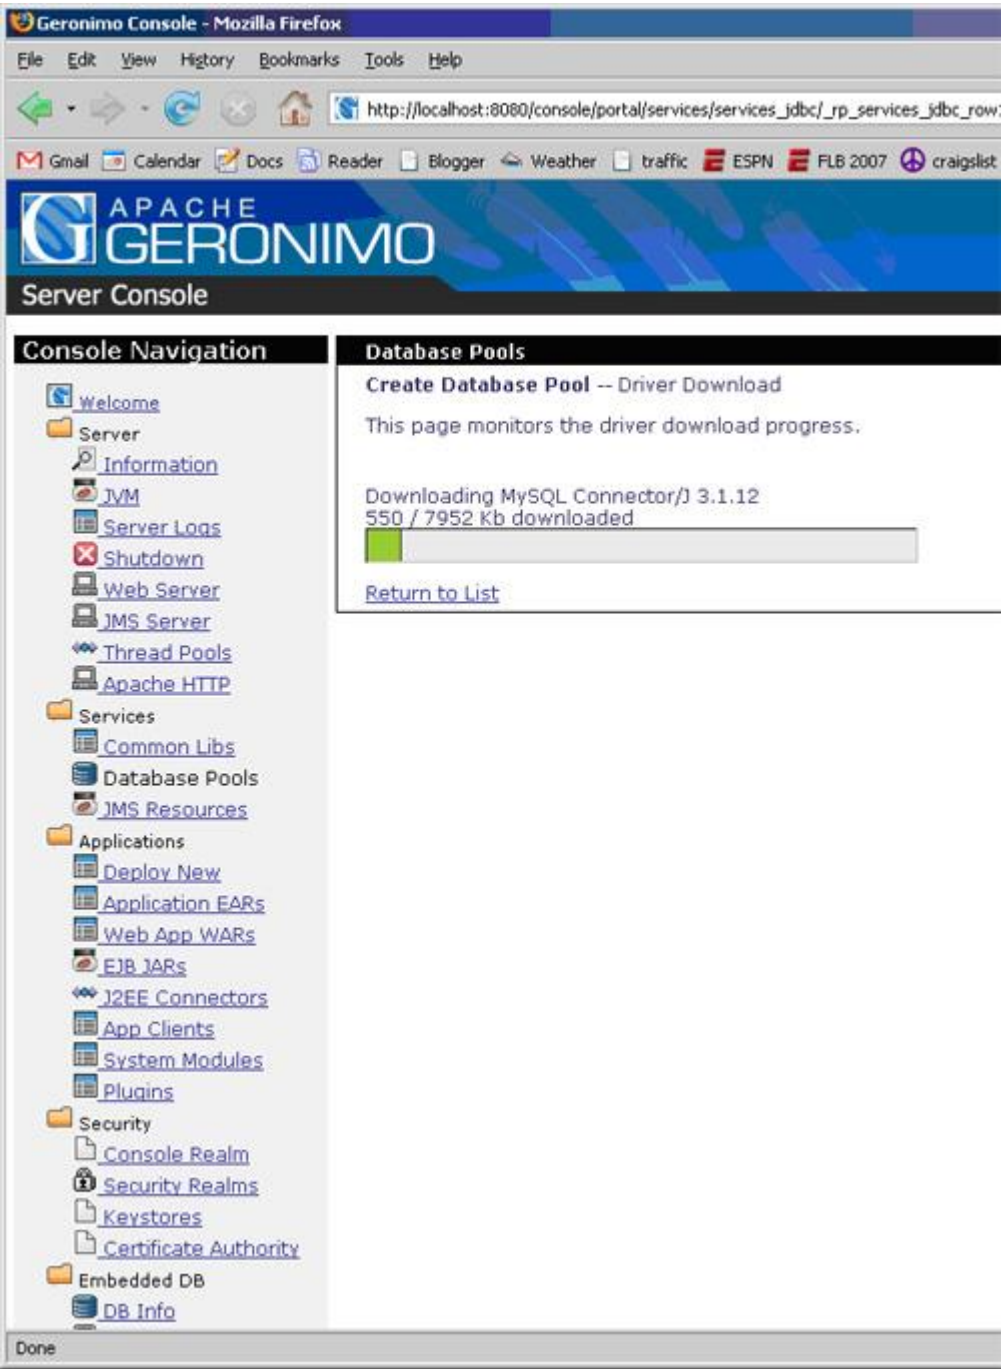 Geronimo Console - Mozilla Firefox
File Edit View History Bookmarks Tools Help
http://localhost:8080/console/portal/services/services_jdbc/_rp_services_jdbc_row1
Gmail Calendar Docs Reader Blogger Weather traffic ESPN FLB 2007 craigslist
APACHE
GERONIMO
Server Console
Console Navigation
Welcome
Server
Information
JVM
Server Logs
Shutdown
Web Server
JMS Server
Thread Pools
Apache HTTP
Services
Common Libs
Database Pools
JMS Resources
Applications
Deploy New
Application EARs
Web App WARs
EJB JARs
J2EE Connectors
App Clients
System Modules
Plugins
Security
Console Realm
Security Realms
Keystores
Certificate Authority
Embedded DB
DB Info
Database Pools
Create Database Pool -- Driver Download
This page monitors the driver download progress.
Downloading MySQL Connector/J 3.1.12
550 / 7952 Kb downloaded
Return to List
Done